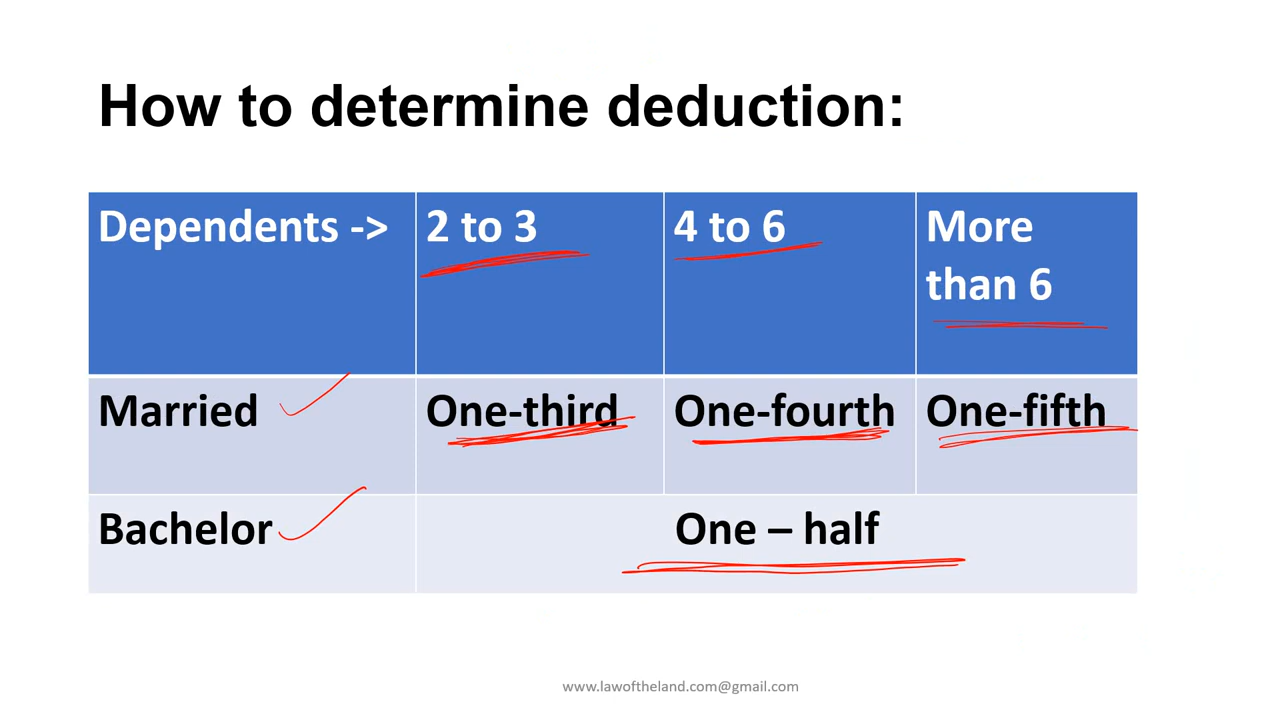 How to determine deduction:
Dependents -> 2 to 3 4 to 6 More
than 6
Married One-third One-fourth One-fifth
Bachelor One – half
www.lawoftheland.com@gmail.com